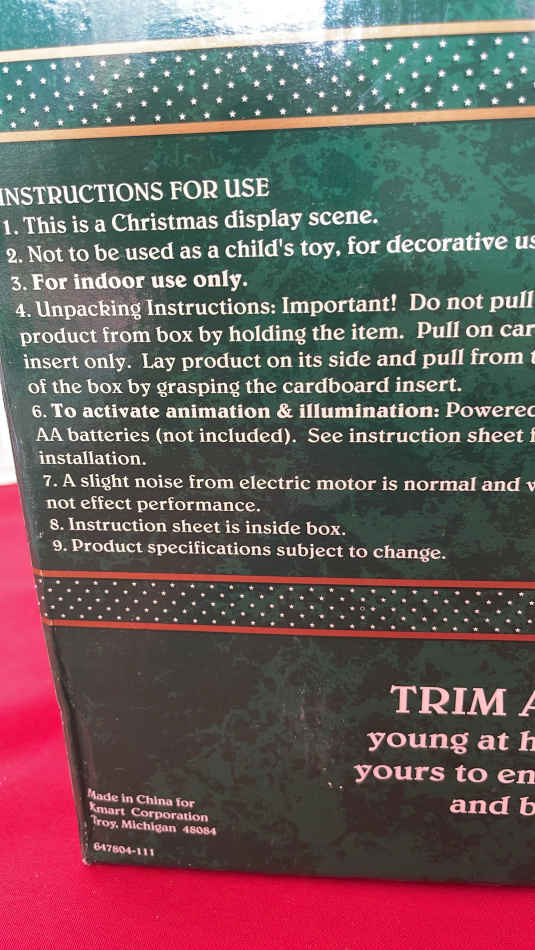 INSTRUCTIONS FOR USE
1. This is a Christmas display scene.
2. Not to be used as a child's toy, for decorative
3. For indoor use only.
4. Unpacking Instructions: Important! Do not pull
product from box by holding the item. Pull on
insert only. Lay product on its side and pull from
of the box by grasping the cardboard insert.
6. To activate animation & illumination: Powered
AA batteries (not included). See instruction sheet
installation.
7. A slight noise from electric motor is normal and
not effect performance.
8. Instruction sheet is inside box.
9. Product specifications subject to change.
TRIM
young at
yours to
and
Made in China for
Kmart Corporation
Troy, Michigan 48084
647804-111